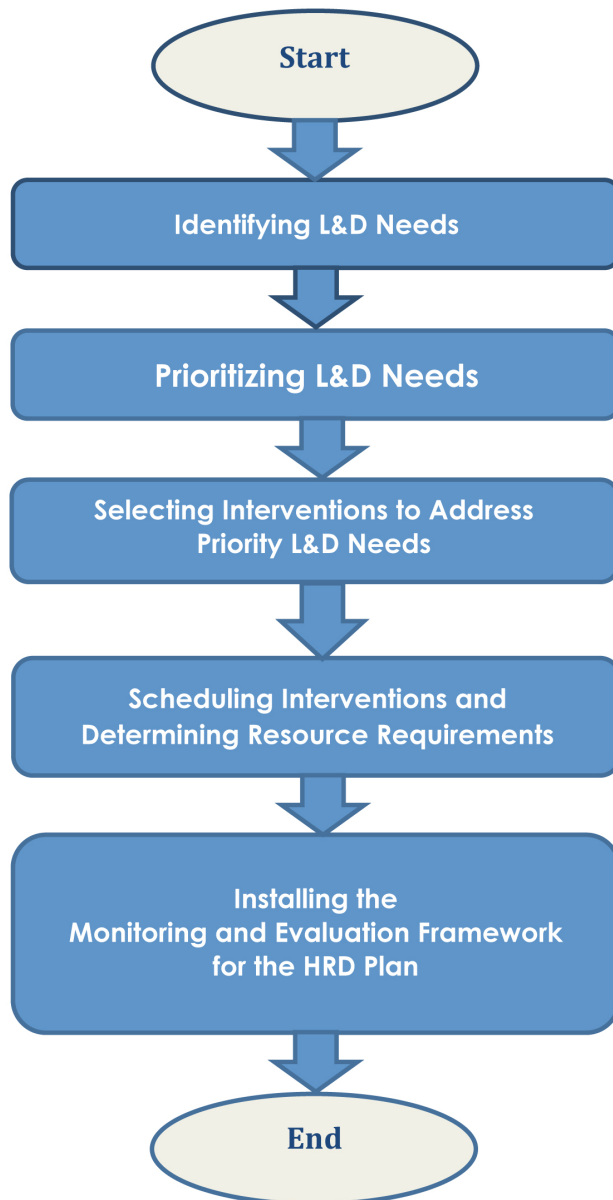 Start
Identifying L&D Needs
Prioritizing L&D Needs
Selecting Interventions to Address
Priority L&D Needs
Scheduling Interventions and
Determining Resource Requirements
Installing the
Monitoring and Evaluation Framework
for the HRD Plan
End